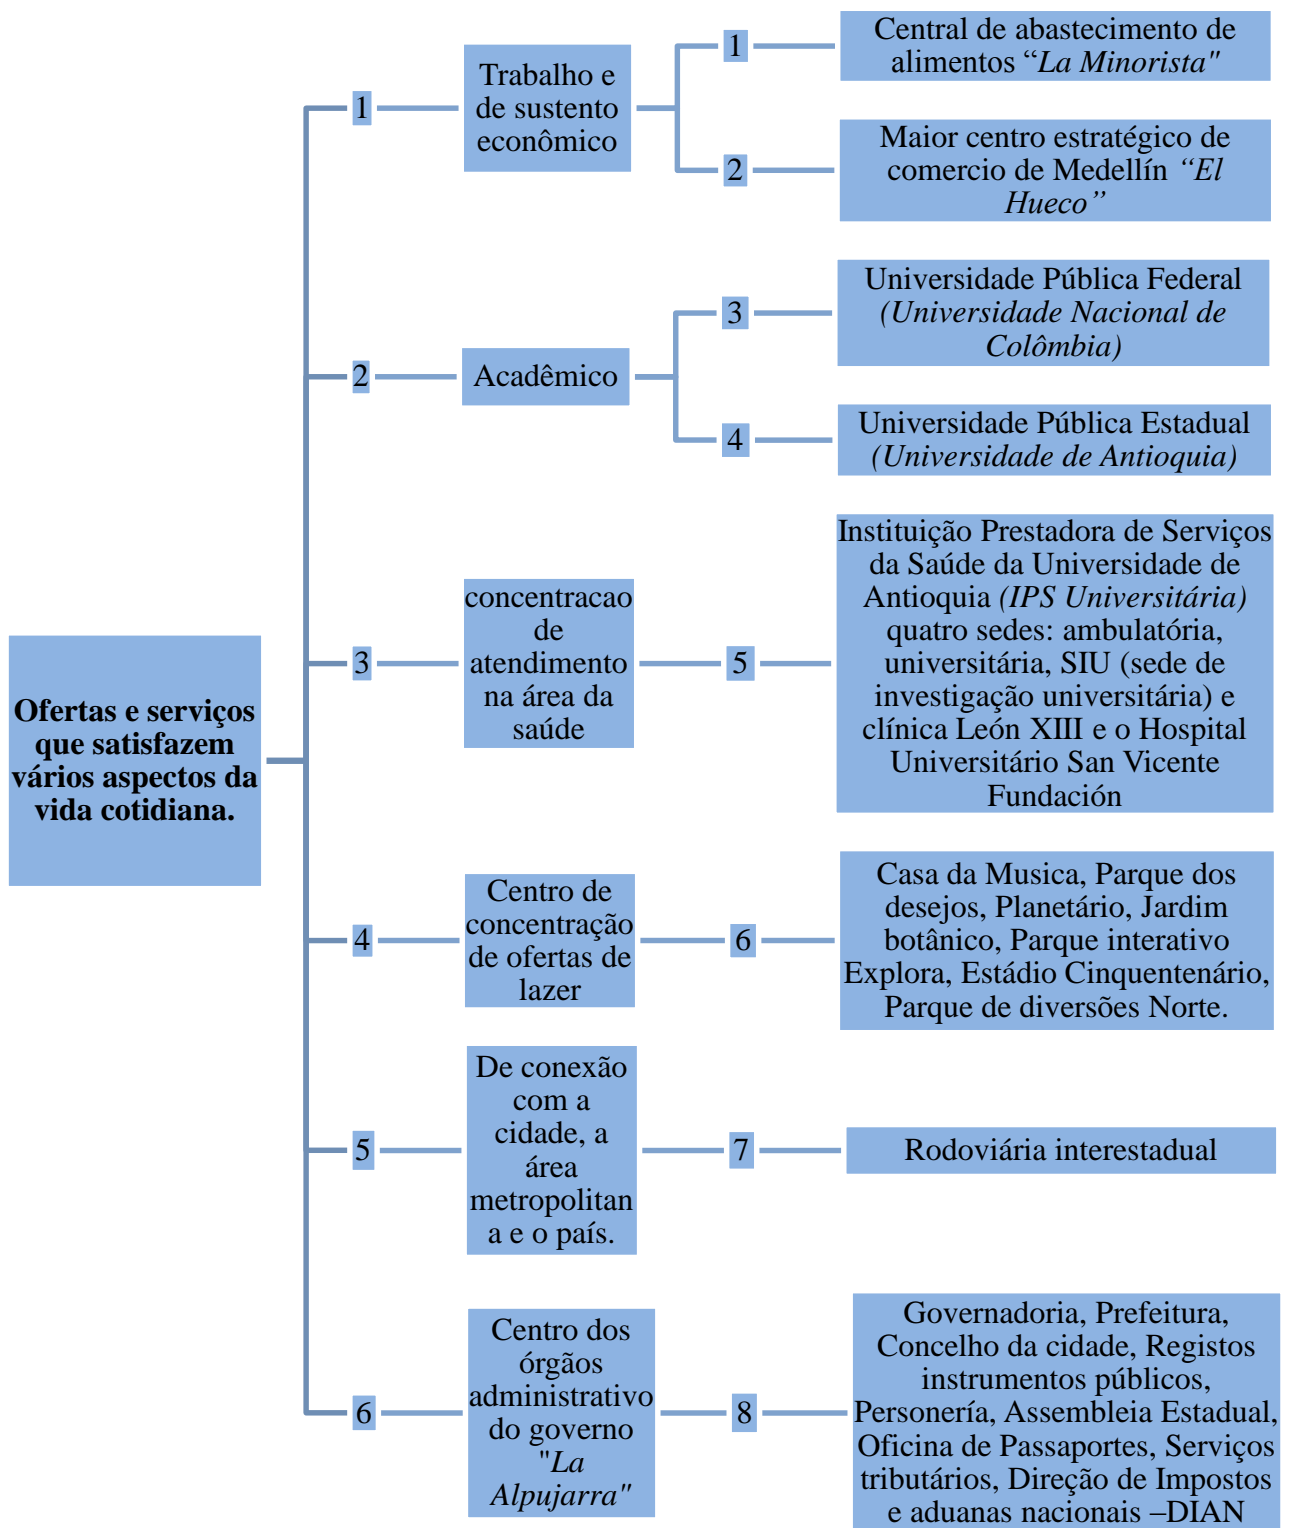 Ofertas e serviços
que satisfazem
vários aspectos da
vida cotidiana.
1
Trabalho e
de sustento
econômico
1
Central de abastecimento de
alimentos “La Minorista"
2
Maior centro estratégico de
comercio de Medellín “El
Hueco”
2
Acadêmico
3
Universidade Pública Federal
(Universidade Nacional de
Colômbia)
4
Universidade Pública Estadual
(Universidade de Antioquia)
3
concentracao
de
atendimento
na área da
saúde
5
Instituição Prestadora de Serviços
da Saúde da Universidade de
Antioquia (IPS Universitária)
quatro sedes: ambulatória,
universitária, SIU (sede de
investigação universitária) e
clínica León XIII e o Hospital
Universitário San Vicente
Fundación
4
Centro de
concentração
de ofertas de
lazer
6
Casa da Musica, Parque dos
desejos, Planetário, Jardim
botânico, Parque interativo
Explora, Estádio Cinquentenário,
Parque de diversões Norte.
5
De conexão
com a
cidade, a
área
metropolitan
a e o país.
7
Rodoviária interestadual
6
Centro dos
órgãos
administrativo
do governo
"La
Alpujarra"
8
Governadoria, Prefeitura,
Concelho da cidade, Registos
instrumentos públicos,
Personería, Assembleia Estadual,
Oficina de Passaportes, Serviços
tributários, Direção de Impostos
e aduanas nacionais –DIAN